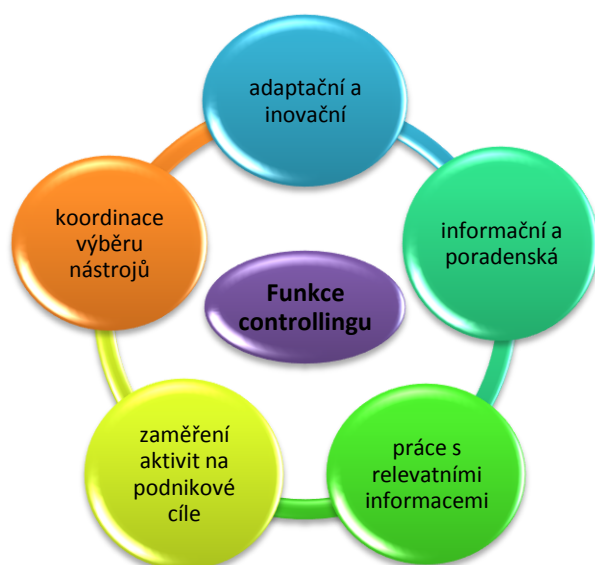 adaptační a
inovační
informační a
poradenská
práce s
relevatními
informacemi
zaměření
aktivit na
podnikové
cíle
koordinace
výběru
nástrojů
Funkce
controllingu